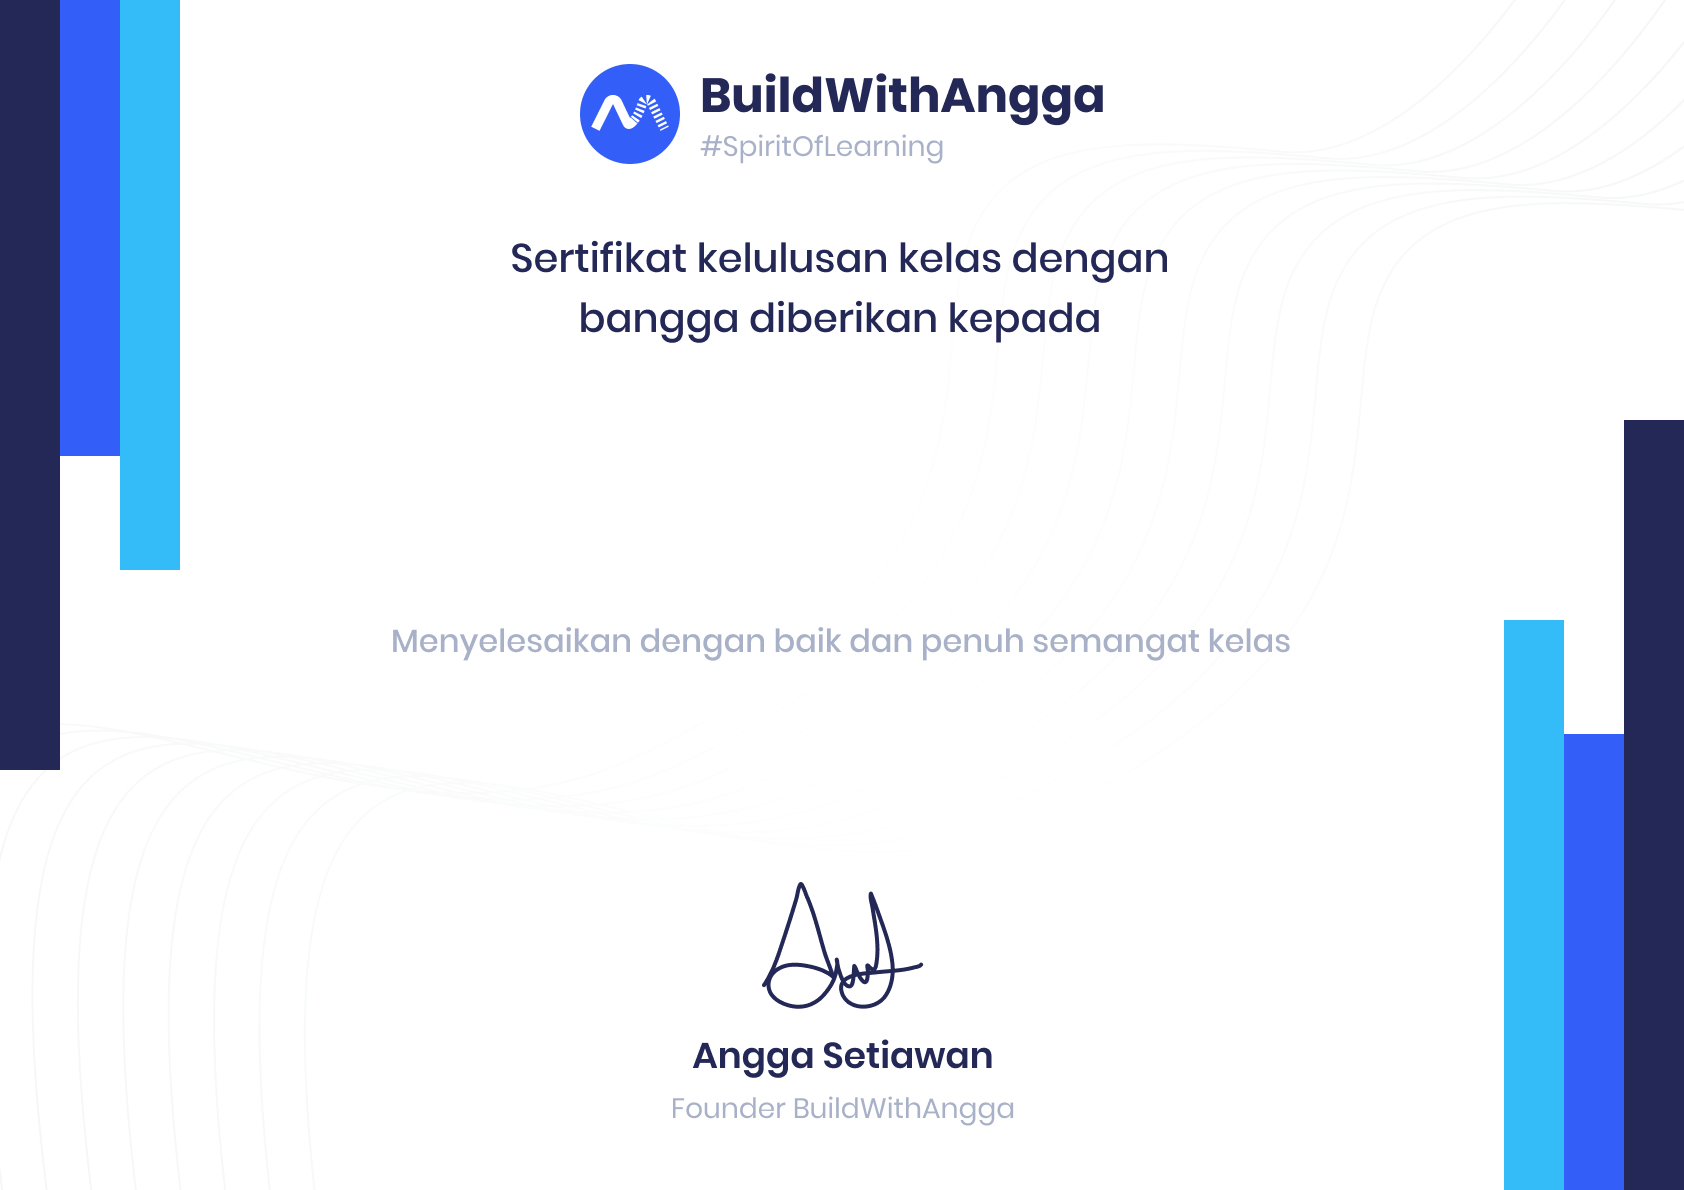 BuildWithAngga
#SpiritOfLearning
Sertifikat kelulusan kelas dengan
bangga diberikan kepada
Menyelesaikan dengan baik dan penuh semangat kelas
Angga Setiawan
Founder BuildWithAngga